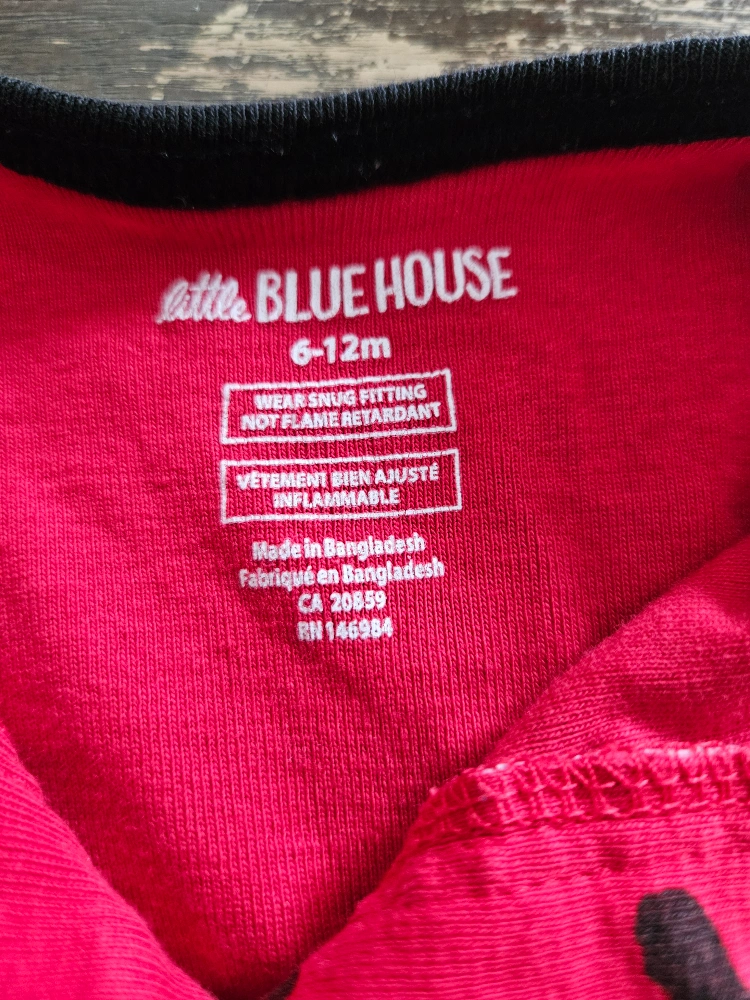 little BLUE HOUSE
6-12m
WEAR SNUG FITTING
NOT FLAME RETARDANT
VÊTEMENT BIEN AJUSTÉ
INFLAMMABLE
Made in Bangladesh
Fabriqué en Bangladesh
CA 20859
RN 146984